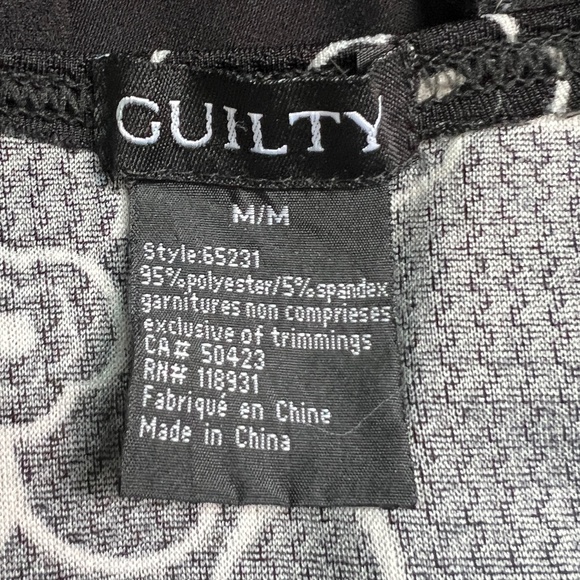 GUILTY
M/M
Style:65231
95%polyester/5%spandex
garnitures non comprieses
exclusive of trimmings
CA# 50423
RN# 118931
Fabriqué en Chine
Made in China